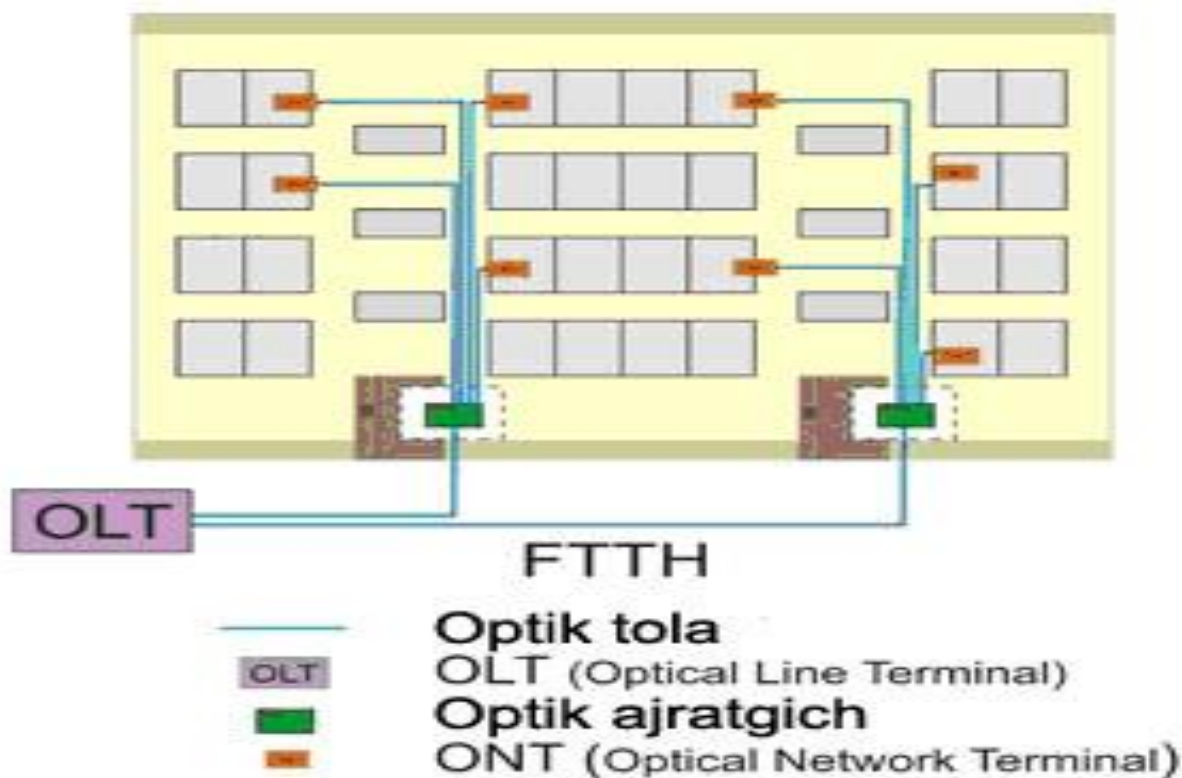 OLT
FTTH
Optik tola
OLT OLT (Optical Line Terminal)
Optik ajratgich
ONT (Optical Network Terminal)